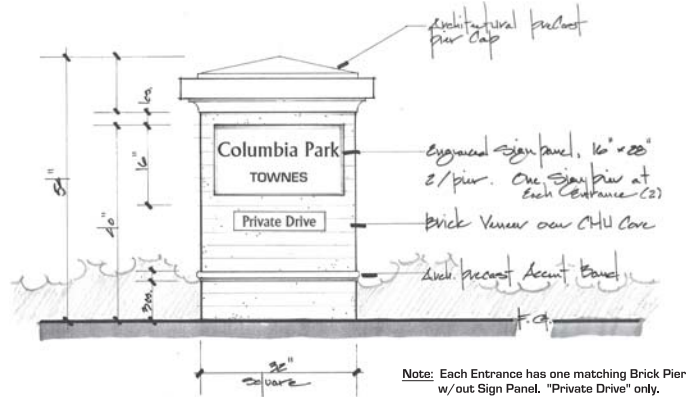 Architectural precast
pier Cap
Columbia Park
TOWNES
Private Drive
Engraved Sign panel, 16" x 28"
2/pier. One Sign pier at
Each Entrance (2)
Brick Veneer over CMU Core
Arch. precast Accent Band
F.G.
16"
40"
32"
Square
Note: Each Entrance has one matching Brick Pier
w/out Sign Panel. "Private Drive" only.